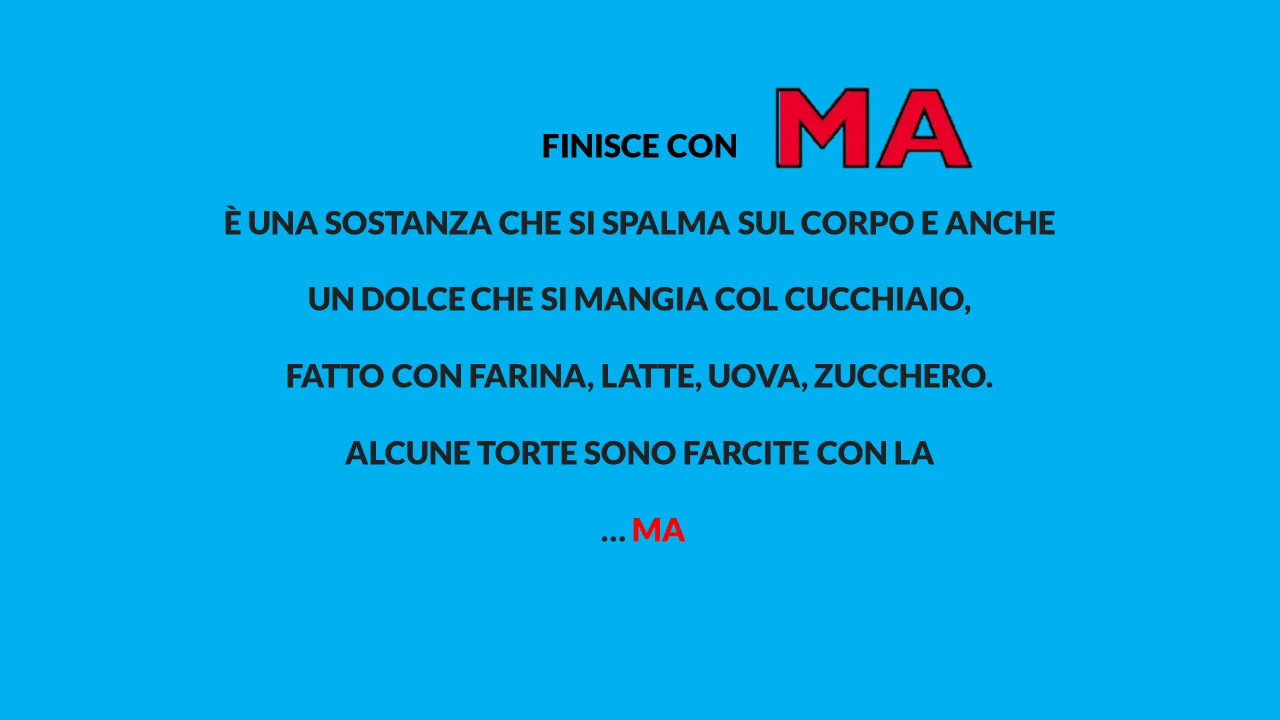 FINISCE CON MA
È UNA SOSTANZA CHE SI SPALMA SUL CORPO E ANCHE
UN DOLCE CHE SI MANGIA COL CUCCHIAIO,
FATTO CON FARINA, LATTE, UOVA, ZUCCHERO.
ALCUNE TORTE SONO FARCITE CON LA
... MA